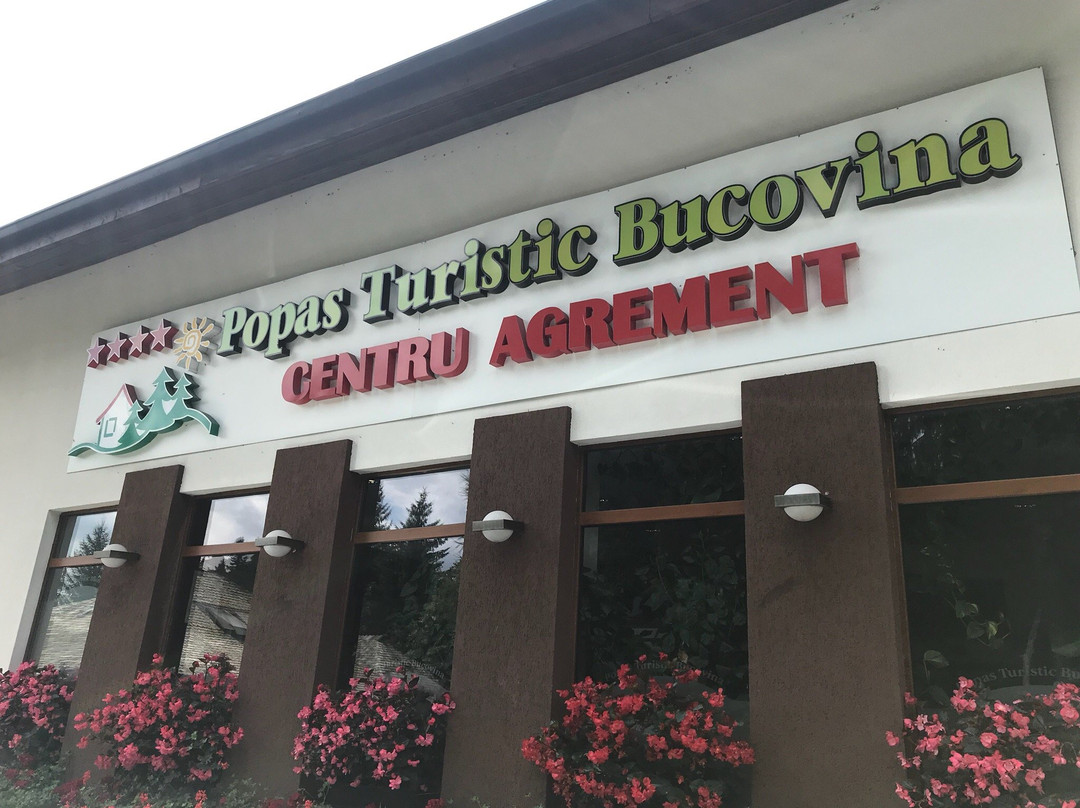 Popas Turistic Bucovina
CENTRU AGREMENT